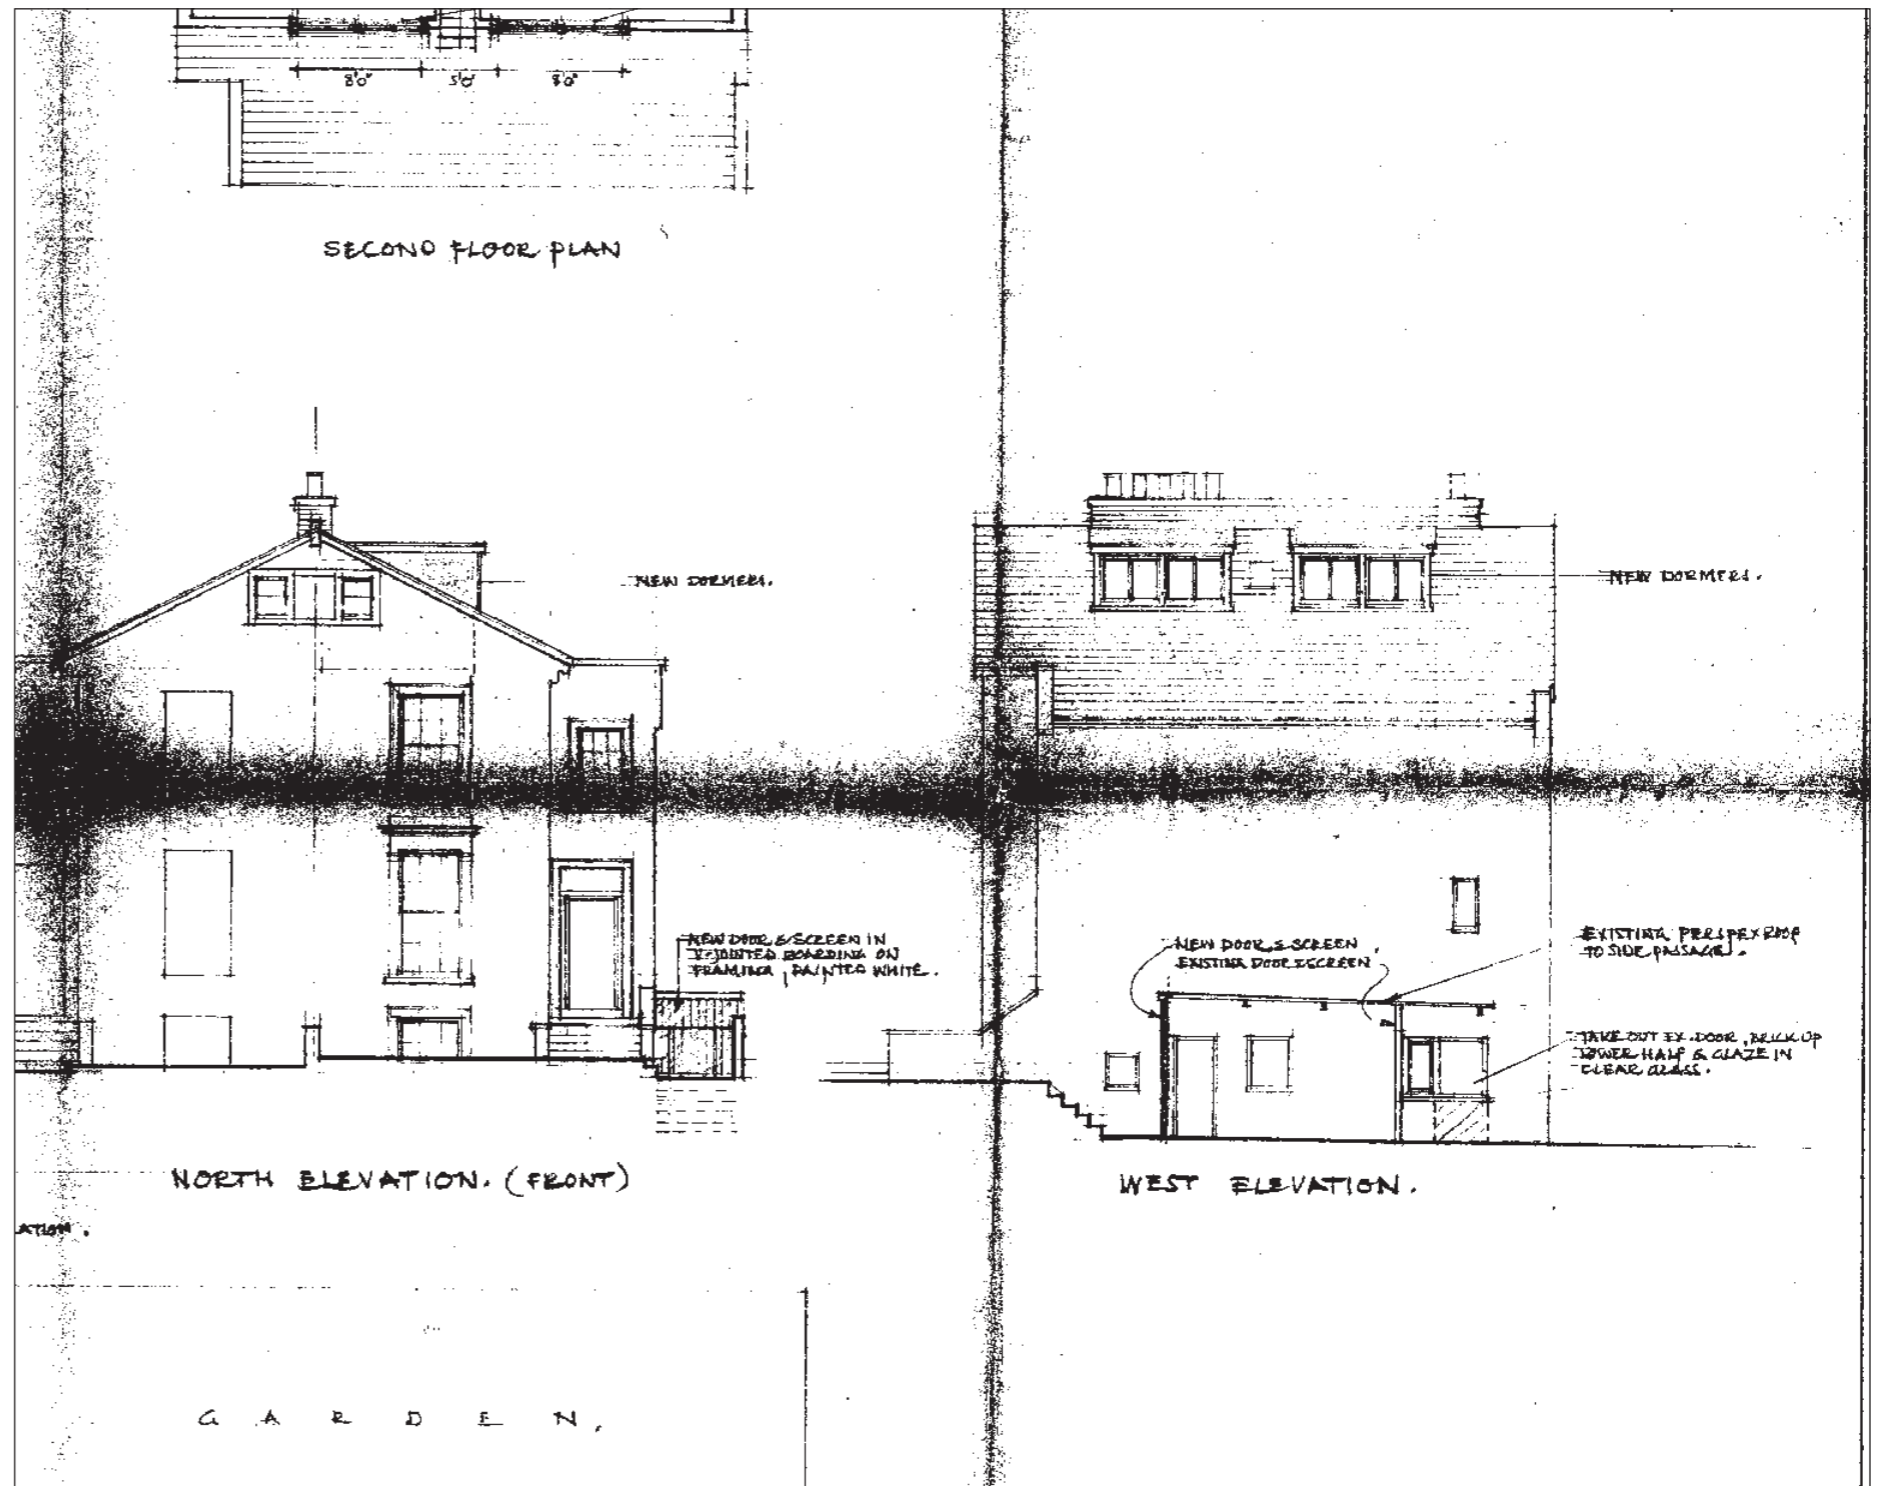 8'0" 5'0" 8'0"
SECOND FLOOR PLAN
NEW DORMERS.
NEW DORMERS.
NEW DOOR & SCREEN IN
V-JOINTED BOARDING ON
FRAMING, PAINTED WHITE.
NEW DOOR & SCREEN
EXISTING DOOR & SCREEN
EXISTING PERSPEX ROOF
TO SIDE PASSAGE.
TAKE OUT EX. DOOR, BRICK UP
LOWER HALF & GLAZE IN
CLEAR GLASS.
NORTH ELEVATION. (FRONT)
WEST ELEVATION.
ATION.
GARDEN.